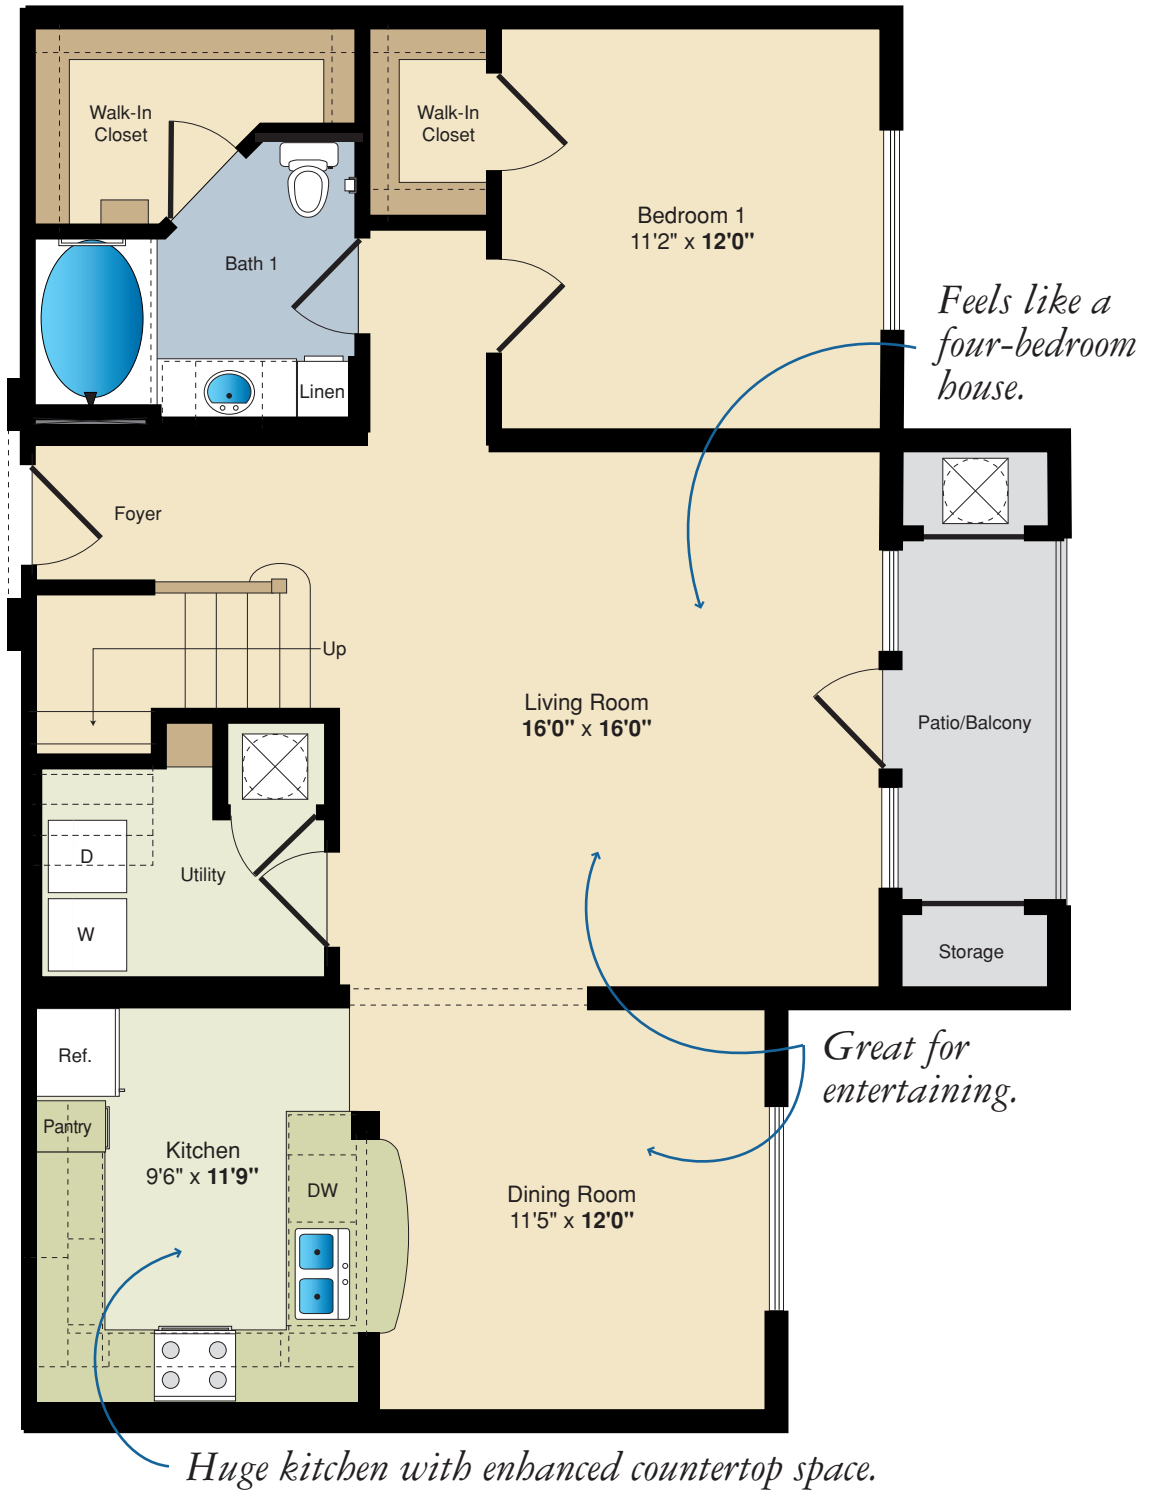 Walk-In
Closet
Walk-In
Closet
Bedroom 1
11'2" x 12'0"
Bath 1
Feels like a
four-bedroom
house.
Linen
Foyer
Up
Living Room
16'0" x 16'0"
Patio/Balcony
D
Utility
W
Storage
Ref.
Great for
entertaining.
Pantry
Kitchen
9'6" x 11'9"
DW
Dining Room
11'5" x 12'0"
Huge kitchen with enhanced countertop space.